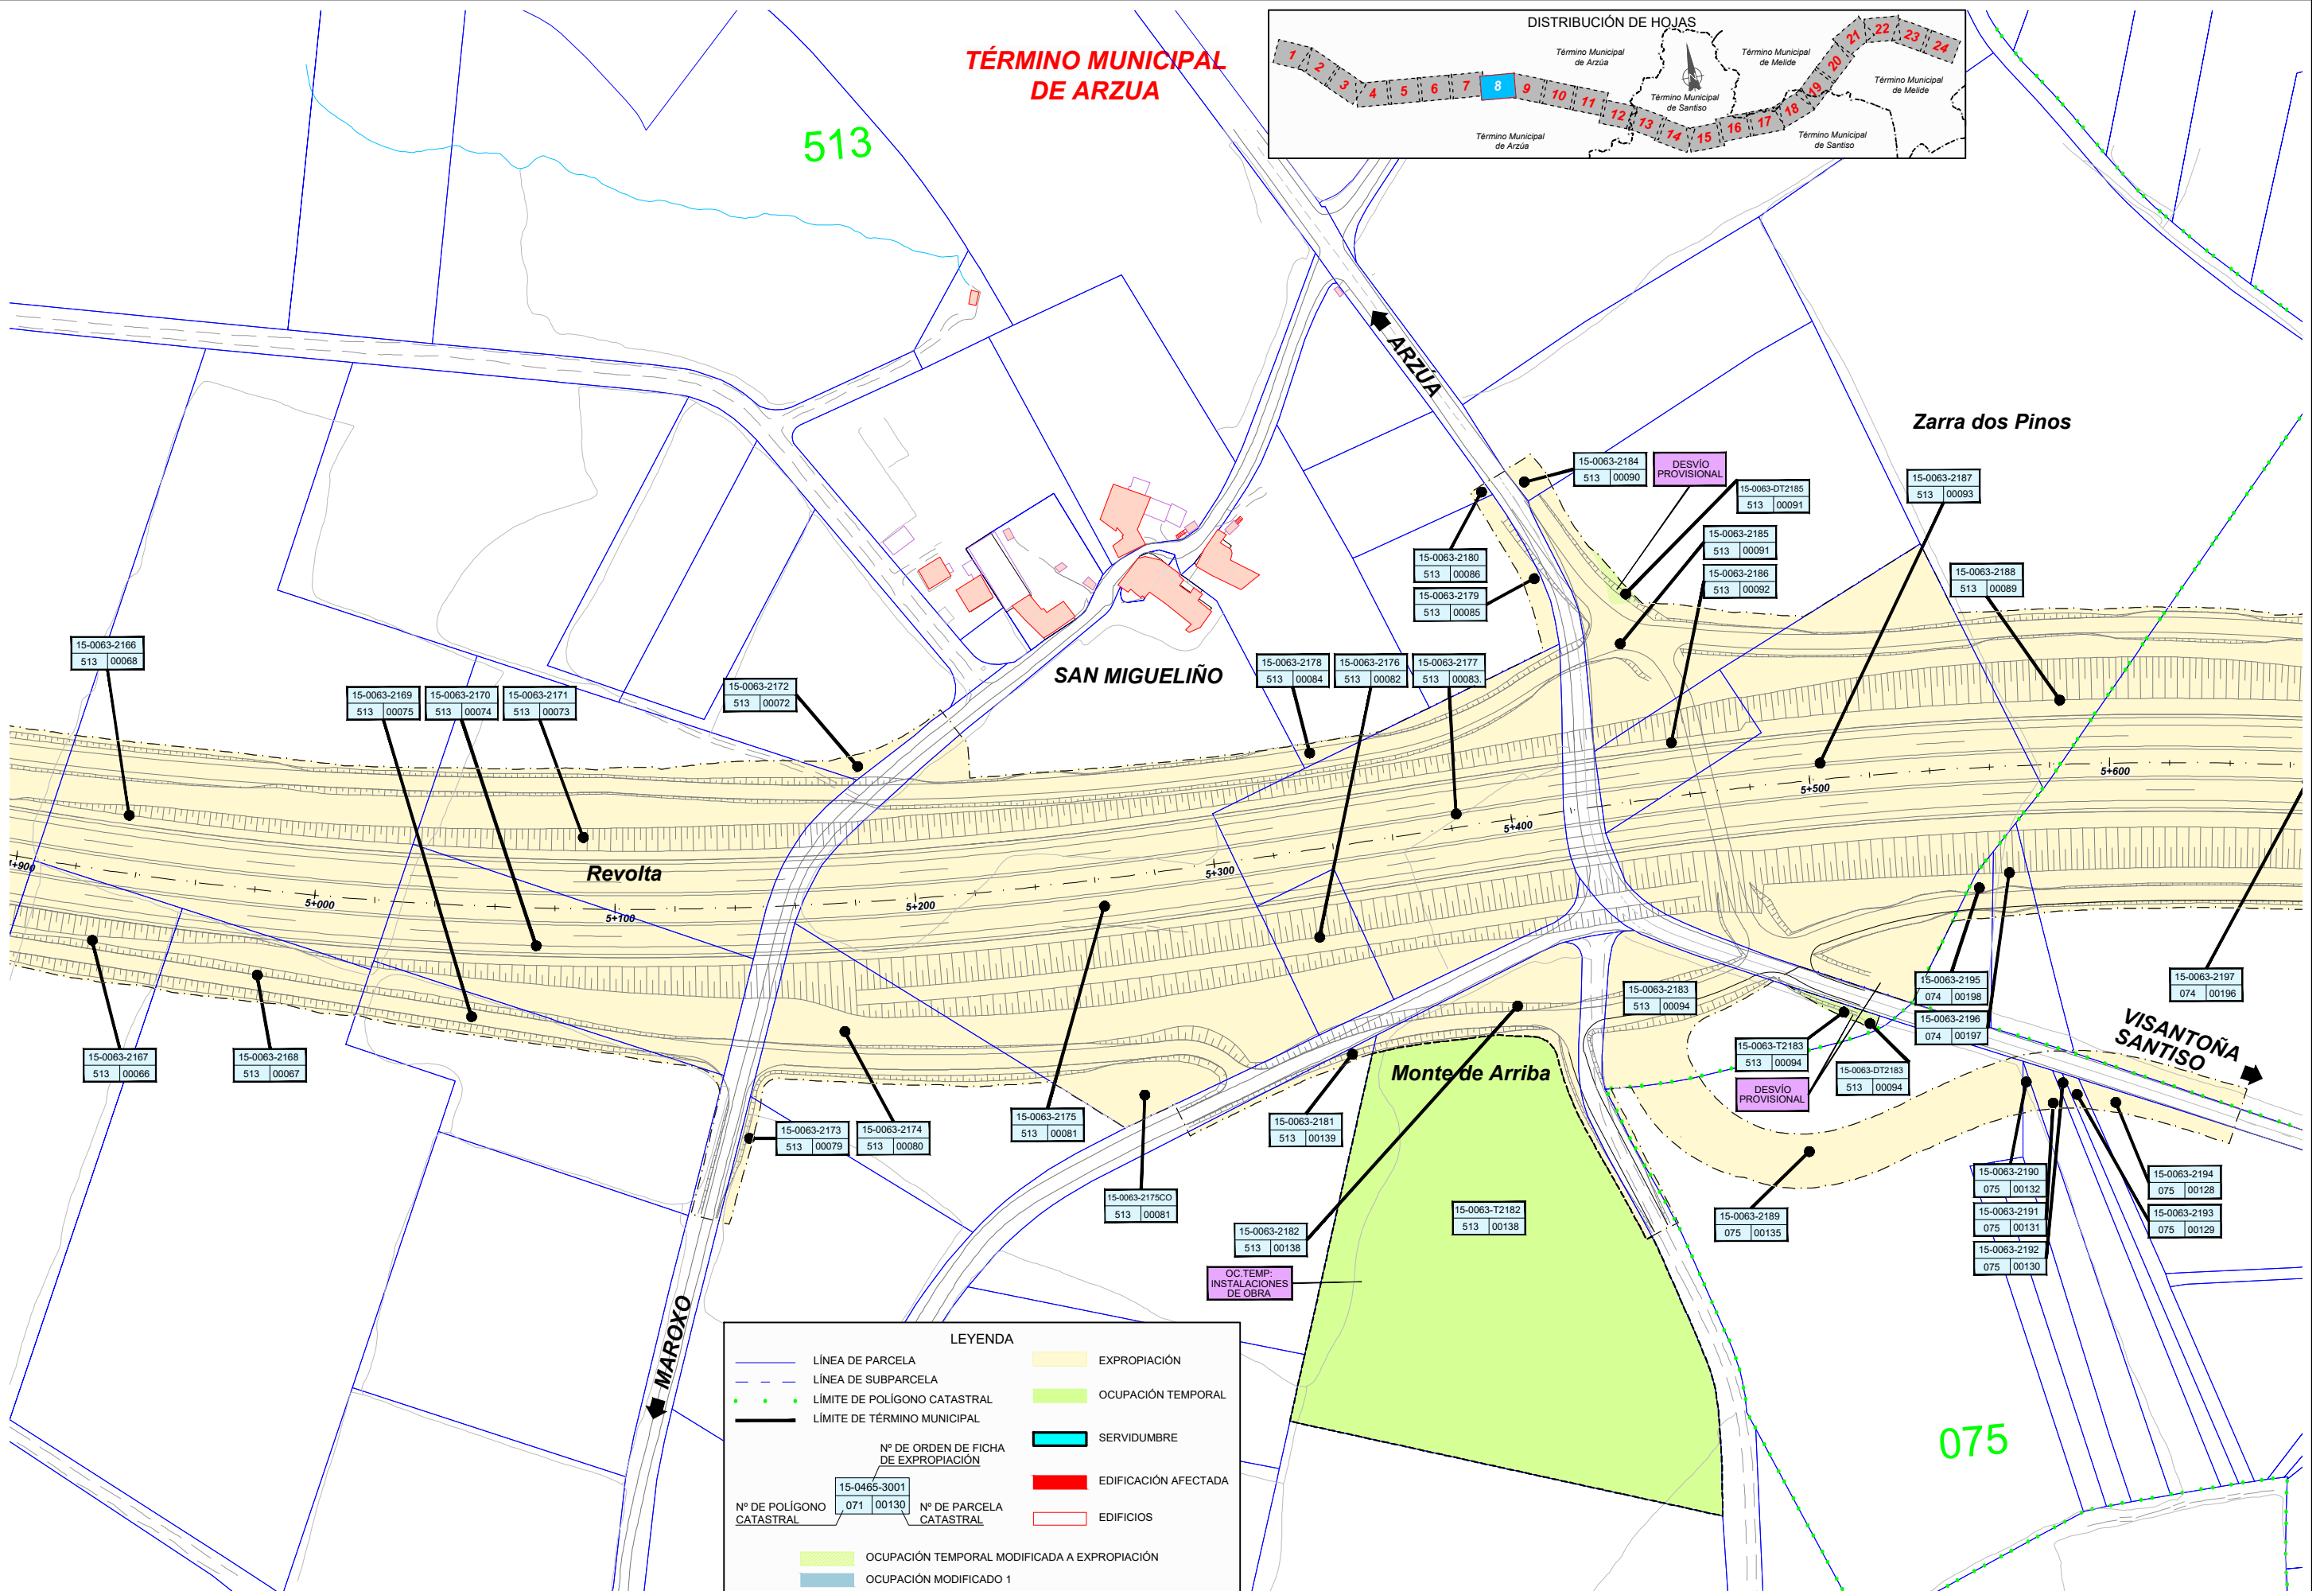 TÉRMINO MUNICIPAL
DE ARZUA
DISTRIBUCIÓN DE HOJAS
1
2
3
4
5
6
7
8
9
10
11
12
13
14
15
16
17
18
19
20
21
22
23
24
Término Municipal
de Arzúa
Término Municipal
de Melide
Término Municipal
de Santiso
Término Municipal
de Melide
Término Municipal
de Arzúa
Término Municipal
de Santiso
513
ARZÚA
Zarra dos Pinos
15-0063-2184
513 00090
DESVÍO
PROVISIONAL
15-0063-DT2185
513 00091
15-0063-2187
513 00093
15-0063-2185
513 00091
15-0063-2180
513 00086
15-0063-2186
513 00092
15-0063-2188
513 00089
15-0063-2179
513 00085
15-0063-2166
513 00068
SAN MIGUELIÑO
15-0063-2178
513 00084
15-0063-2176
513 00082
15-0063-2177
513 00083.
15-0063-2169
513 00075
15-0063-2170
513 00074
15-0063-2171
513 00073
15-0063-2172
513 00072
Revolta
5+000
5+100
5+200
5+300
5+400
5+500
5+600
15-0063-2183
513 00094
15-0063-2195
074 00198
15-0063-2197
074 00196
15-0063-2196
074 00197
VISANTOÑA
SANTISO
15-0063-2167
513 00066
15-0063-2168
513 00067
15-0063-T2183
513 00094
15-0063-DT2183
513 00094
DESVÍO
PROVISIONAL
Monte de Arriba
15-0063-2173
513 00079
15-0063-2174
513 00080
15-0063-2175
513 00081
15-0063-2181
513 00139
15-0063-2175CO
513 00081
15-0063-2182
513 00138
15-0063-T2182
513 00138
15-0063-2189
075 00135
15-0063-2190
075 00132
15-0063-2191
075 00131
15-0063-2192
075 00130
15-0063-2194
075 00128
15-0063-2193
075 00129
OC.TEMP:
INSTALACIONES
DE OBRA
MAROXO
075
LEYENDA
LÍNEA DE PARCELA
LÍNEA DE SUBPARCELA
LÍMITE DE POLÍGONO CATASTRAL
LÍMITE DE TÉRMINO MUNICIPAL
Nº DE ORDEN DE FICHA
DE EXPROPIACIÓN
15-0465-3001
071 00130
Nº DE POLÍGONO
CATASTRAL
Nº DE PARCELA
CATASTRAL
EXPROPIACIÓN
OCUPACIÓN TEMPORAL
SERVIDUMBRE
EDIFICACIÓN AFECTADA
EDIFICIOS
OCUPACIÓN TEMPORAL MODIFICADA A EXPROPIACIÓN
OCUPACIÓN MODIFICADO 1